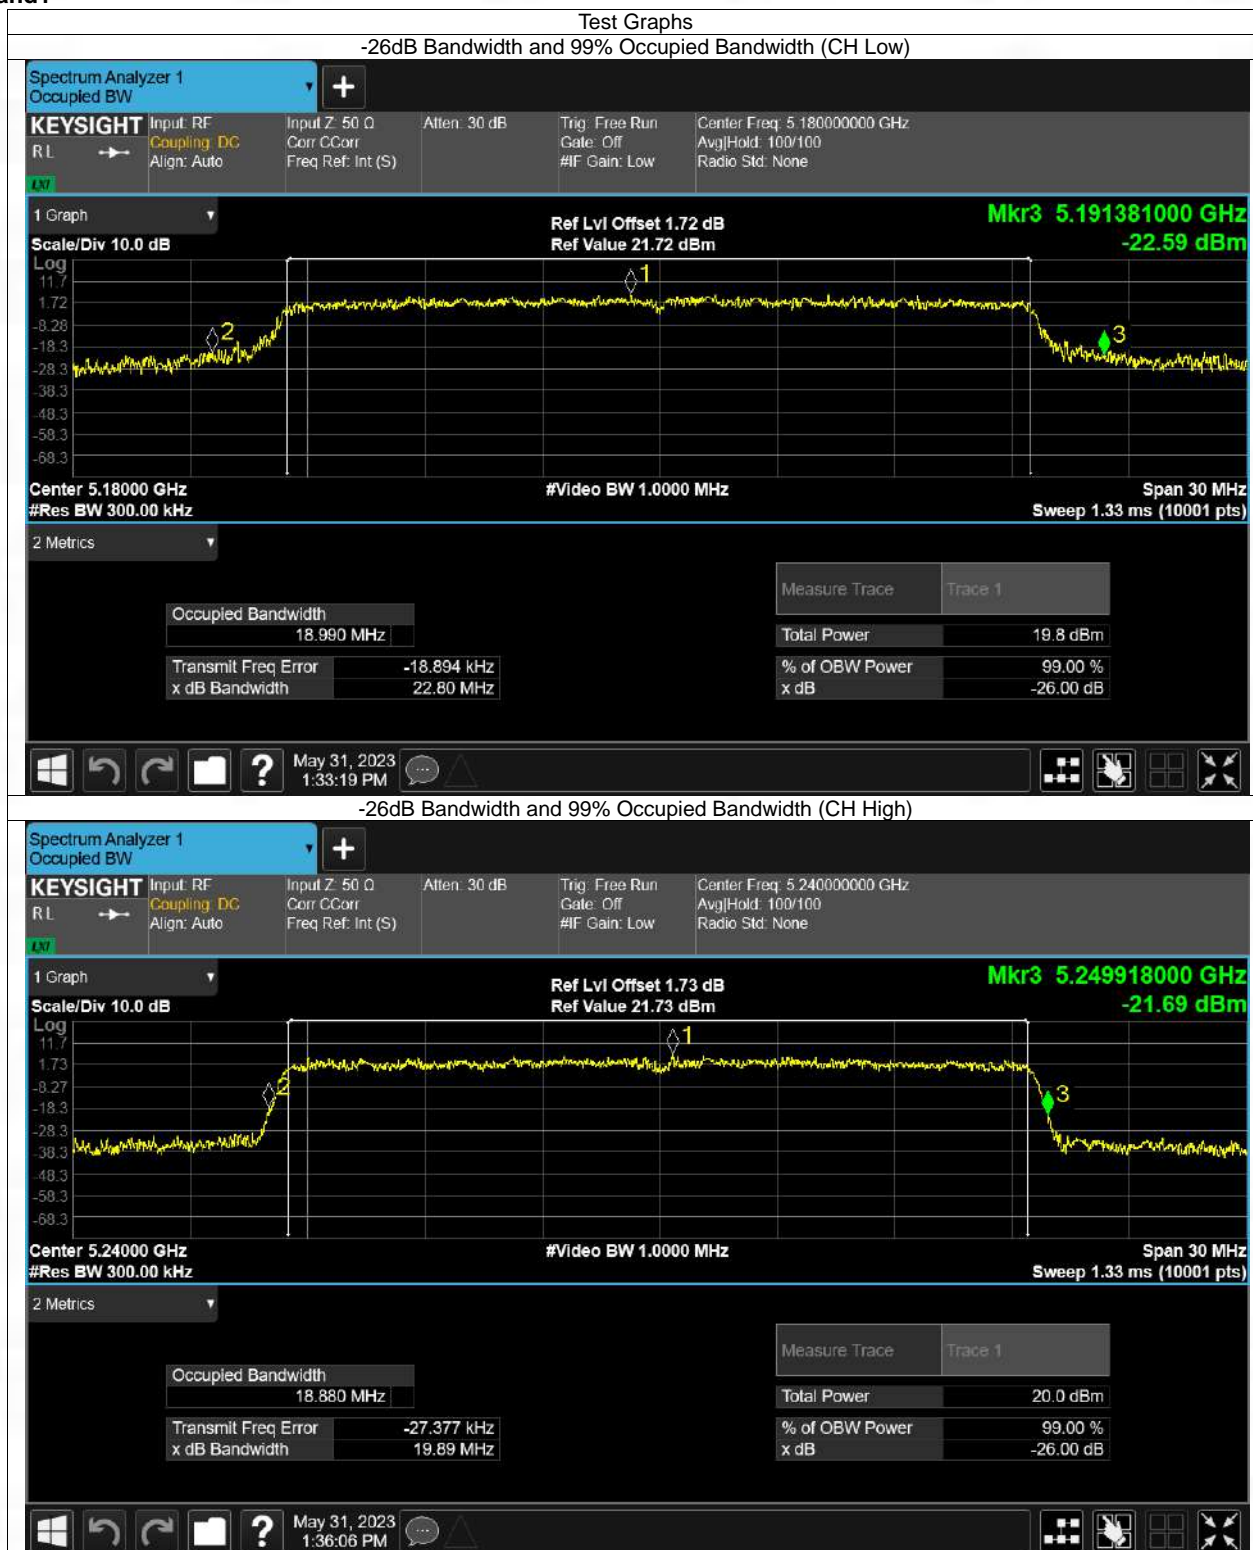 Test Graphs
-26dB Bandwidth and 99% Occupied Bandwidth (CH Low)
Spectrum Analyzer 1
Occupied BW
KEYSIGHT
RL
LXI
Input: RF
Coupling: DC
Align: Auto
Input Z: 50 Ω
Corr CCorr
Freq Ref: Int (S)
Atten: 30 dB
Trig: Free Run
Gate: Off
#IF Gain: Low
Center Freq: 5.180000000 GHz
Avg|Hold: 100/100
Radio Std: None
1 Graph
Scale/Div 10.0 dB
Ref Lvl Offset 1.72 dB
Ref Value 21.72 dBm
Mkr3 5.191381000 GHz
-22.59 dBm
Log
11.7
1.72
-8.28
-18.3
-28.3
-38.3
-48.3
-58.3
-68.3
1
2
3
Center 5.18000 GHz
#Res BW 300.00 kHz
#Video BW 1.0000 MHz
Span 30 MHz
Sweep 1.33 ms (10001 pts)
2 Metrics
Measure Trace Trace 1
Occupied Bandwidth
18.990 MHz
Total Power 19.8 dBm
Transmit Freq Error -18.894 kHz
% of OBW Power 99.00 %
x dB Bandwidth 22.80 MHz
x dB -26.00 dB
May 31, 2023
1:33:19 PM
-26dB Bandwidth and 99% Occupied Bandwidth (CH High)
Spectrum Analyzer 1
Occupied BW
KEYSIGHT
RL
LXI
Input: RF
Coupling: DC
Align: Auto
Input Z: 50 Ω
Corr CCorr
Freq Ref: Int (S)
Atten: 30 dB
Trig: Free Run
Gate: Off
#IF Gain: Low
Center Freq: 5.240000000 GHz
Avg|Hold: 100/100
Radio Std: None
1 Graph
Scale/Div 10.0 dB
Ref Lvl Offset 1.73 dB
Ref Value 21.73 dBm
Mkr3 5.249918000 GHz
-21.69 dBm
Log
11.7
1.73
-8.27
-18.3
-28.3
-38.3
-48.3
-58.3
-68.3
1
2
3
Center 5.24000 GHz
#Res BW 300.00 kHz
#Video BW 1.0000 MHz
Span 30 MHz
Sweep 1.33 ms (10001 pts)
2 Metrics
Measure Trace Trace 1
Occupied Bandwidth
18.880 MHz
Total Power 20.0 dBm
Transmit Freq Error -27.377 kHz
% of OBW Power 99.00 %
x dB Bandwidth 19.89 MHz
x dB -26.00 dB
May 31, 2023
1:36:06 PM